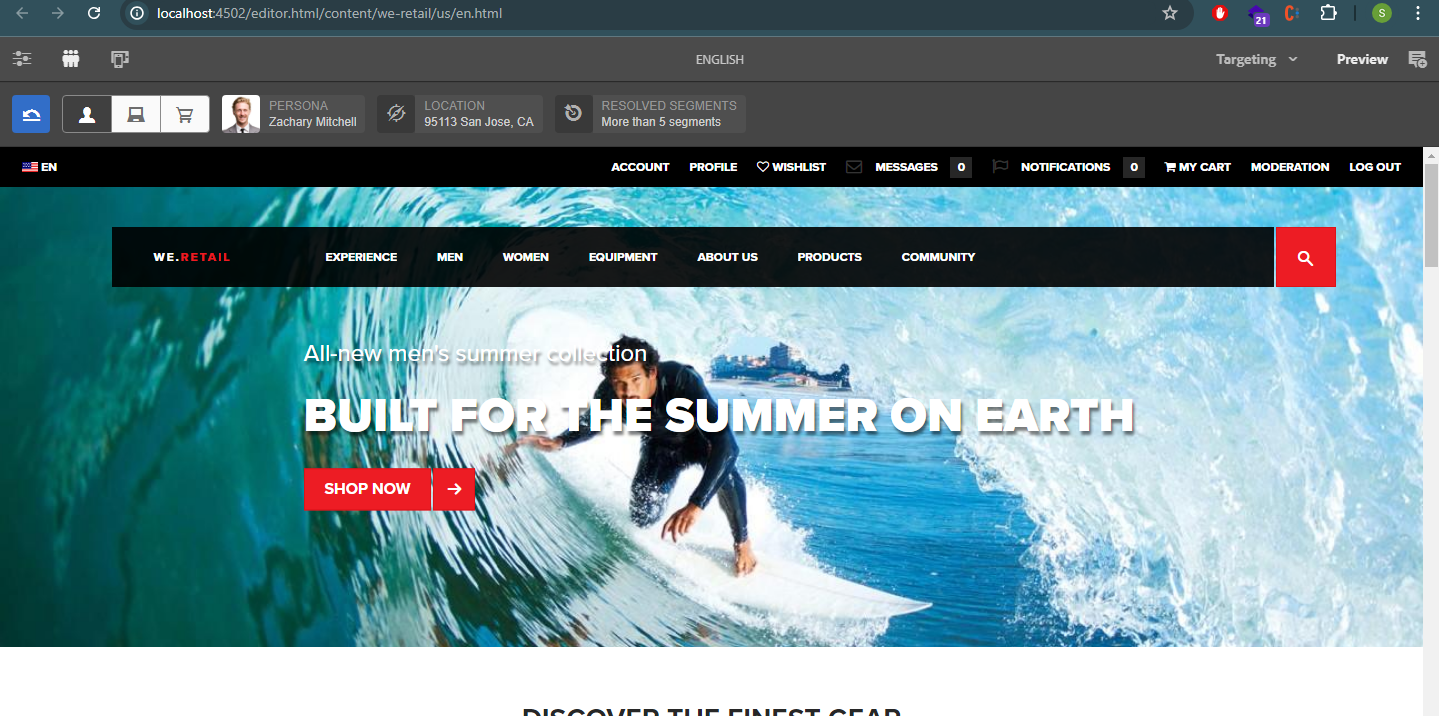 localhost:4502/editor.html/content/we-retail/us/en.html
21
S
ENGLISH
Targeting
Preview
PERSONA
Zachary Mitchell
LOCATION
95113 San Jose, CA
RESOLVED SEGMENTS
More than 5 segments
EN ACCOUNT PROFILE WISHLIST MESSAGES 0 NOTIFICATIONS 0 MY CART MODERATION LOG OUT
WE.RETAIL EXPERIENCE MEN WOMEN EQUIPMENT ABOUT US PRODUCTS COMMUNITY
All-new men's summer collection
BUILT FOR THE SUMMER ON EARTH
SHOP NOW
DISCOVER THE FINEST GEAR